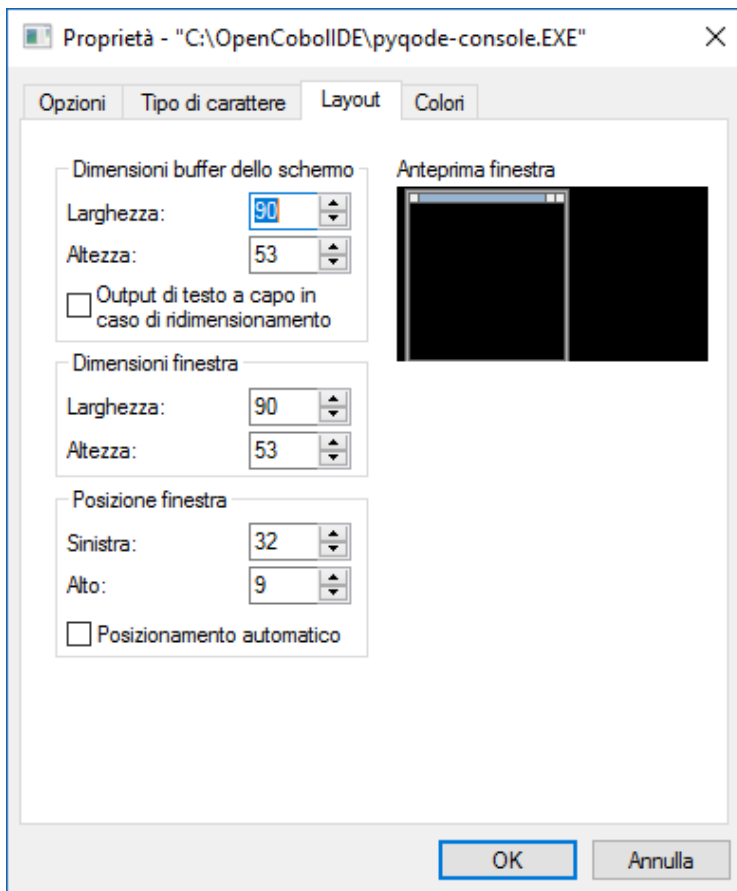 Proprietà - "C:\OpenCobolIDE\pyqode-console.EXE"
Opzioni Tipo di carattere Layout Colori
Dimensioni buffer dello schermo
Larghezza: 90
Altezza: 53
Output di testo a capo in
caso di ridimensionamento
Anteprima finestra
Dimensioni finestra
Larghezza: 90
Altezza: 53
Posizione finestra
Sinistra: 32
Alto: 9
Posizionamento automatico
OK Annulla